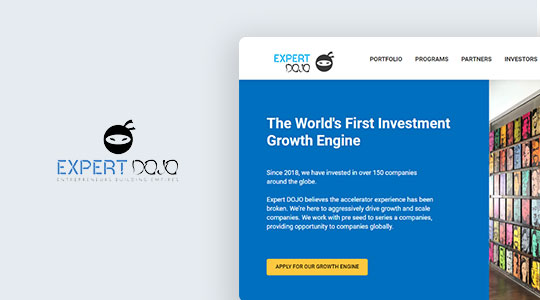 EXPERT DOJO
ENTREPRENEURS BUILDING EMPIRES
EXPERT
DOJO
PORTFOLIO PROGRAMS PARTNERS INVESTORS
The World's First Investment
Growth Engine
Since 2018, we have invested in over 150 companies
around the globe.
Expert DOJO believes the accelerator experience has been
broken. We're here to aggressively drive growth and scale
companies. We work with pre seed to series a companies,
providing opportunity to companies globally.
APPLY FOR OUR GROWTH ENGINE